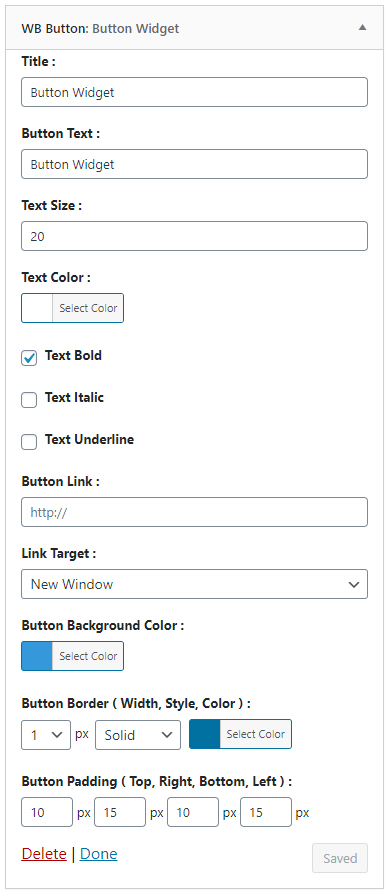 WB Button: Button Widget
Title :
Button Widget
Button Text :
Button Widget
Text Size :
20
Text Color :
Select Color
Text Bold
Text Italic
Text Underline
Button Link :
http://
Link Target :
New Window
Button Background Color :
Select Color
Button Border ( Width, Style, Color ) :
1 px Solid Select Color
Button Padding ( Top, Right, Bottom, Left ) :
10 px 15 px 10 px 15 px
Delete | Done Saved